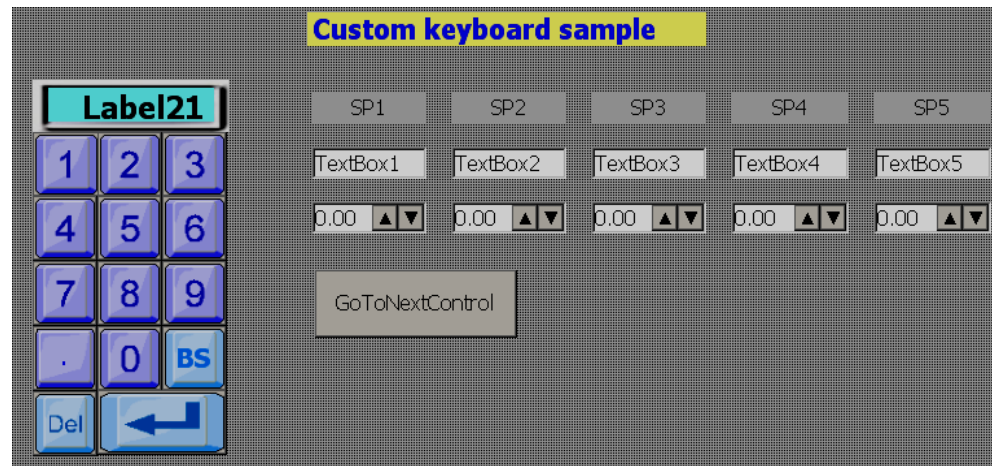 Custom keyboard sample
Label21
SP1 SP2 SP3 SP4 SP5
1 2 3
TextBox1 TextBox2 TextBox3 TextBox4 TextBox5
4 5 6
0.00 0.00 0.00 0.00 0.00
7 8 9
GoToNextControl
. 0 BS
Del